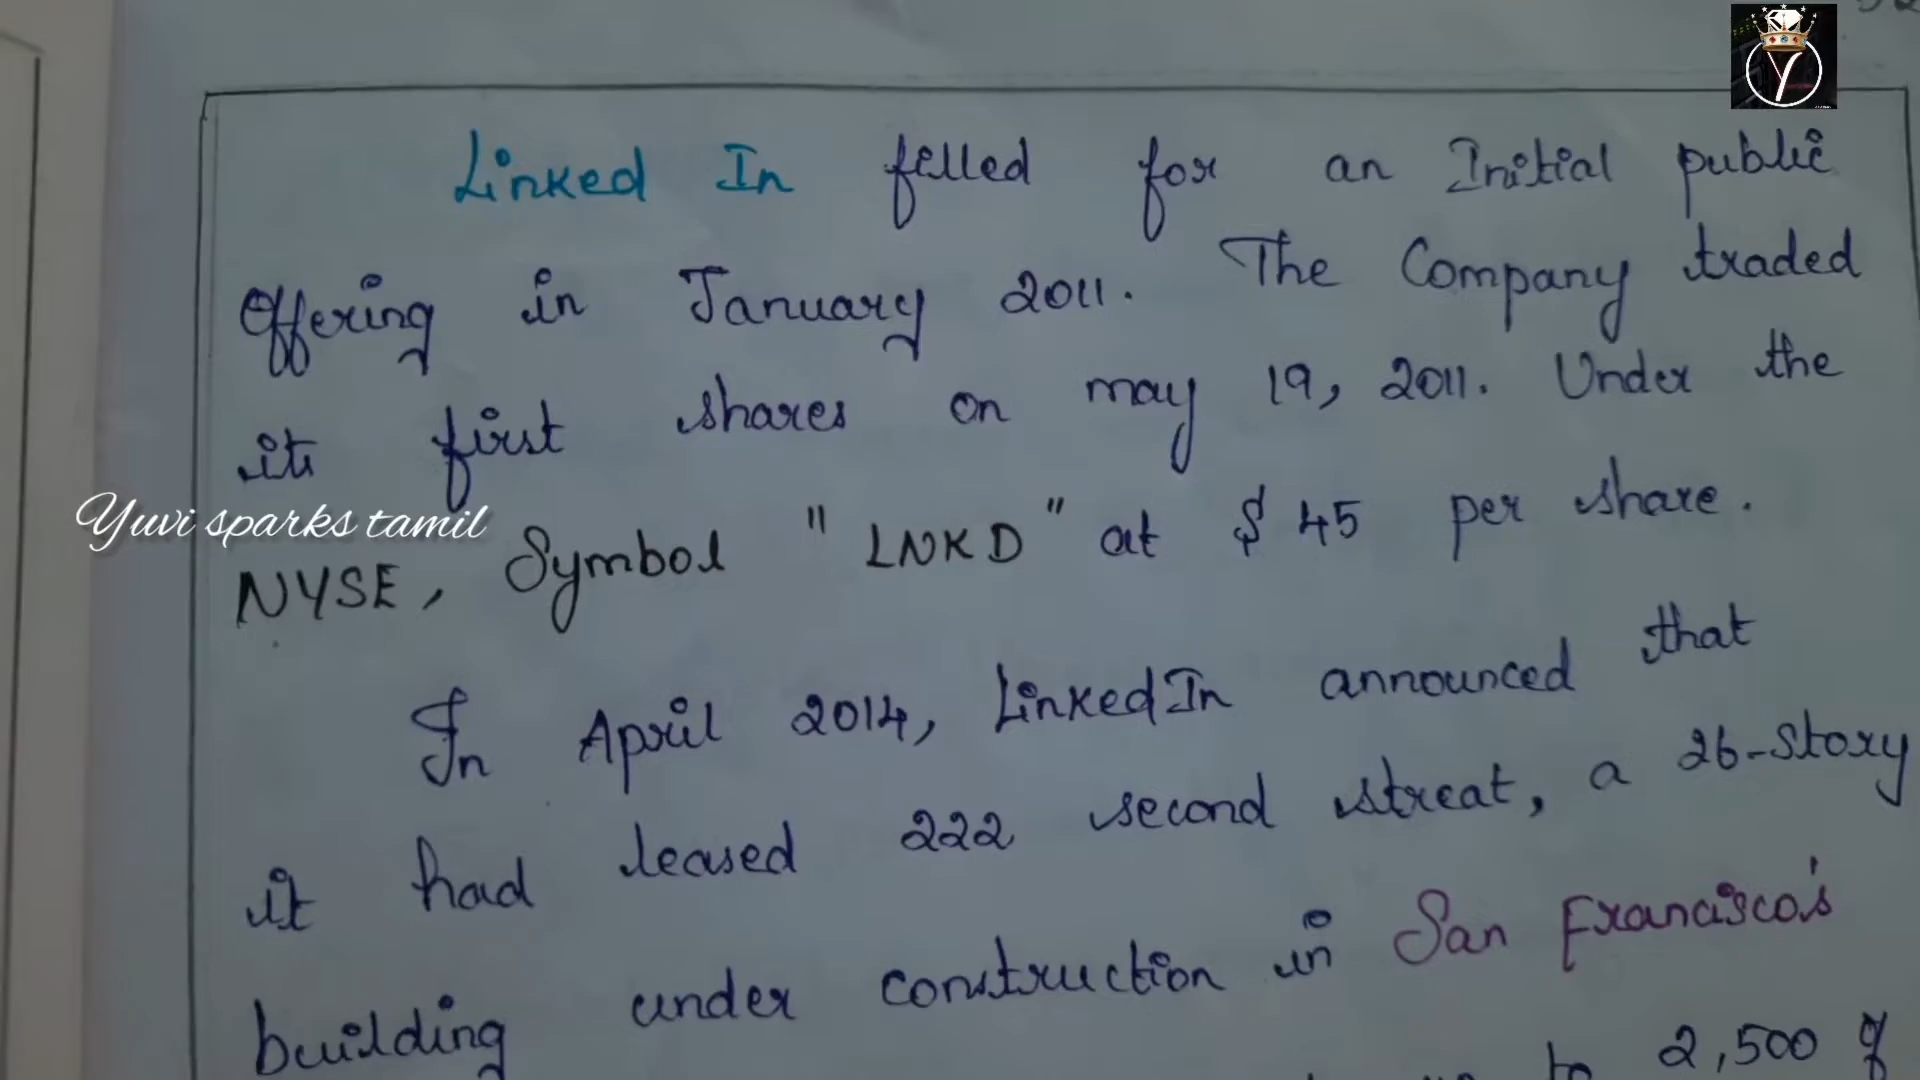 Linked In filled for an Initial public
Offering in January 2011. The Company traded
its first shares on may 19, 2011. Under the
Yuvi sparks tamil
NYSE, Symbol "LNKD" at $ 45 per share.
In April 2014, LinkedIn announced that
it had leased 222 second streat, a 26-Story
building under construction in San Francisco's
to 2,500 of